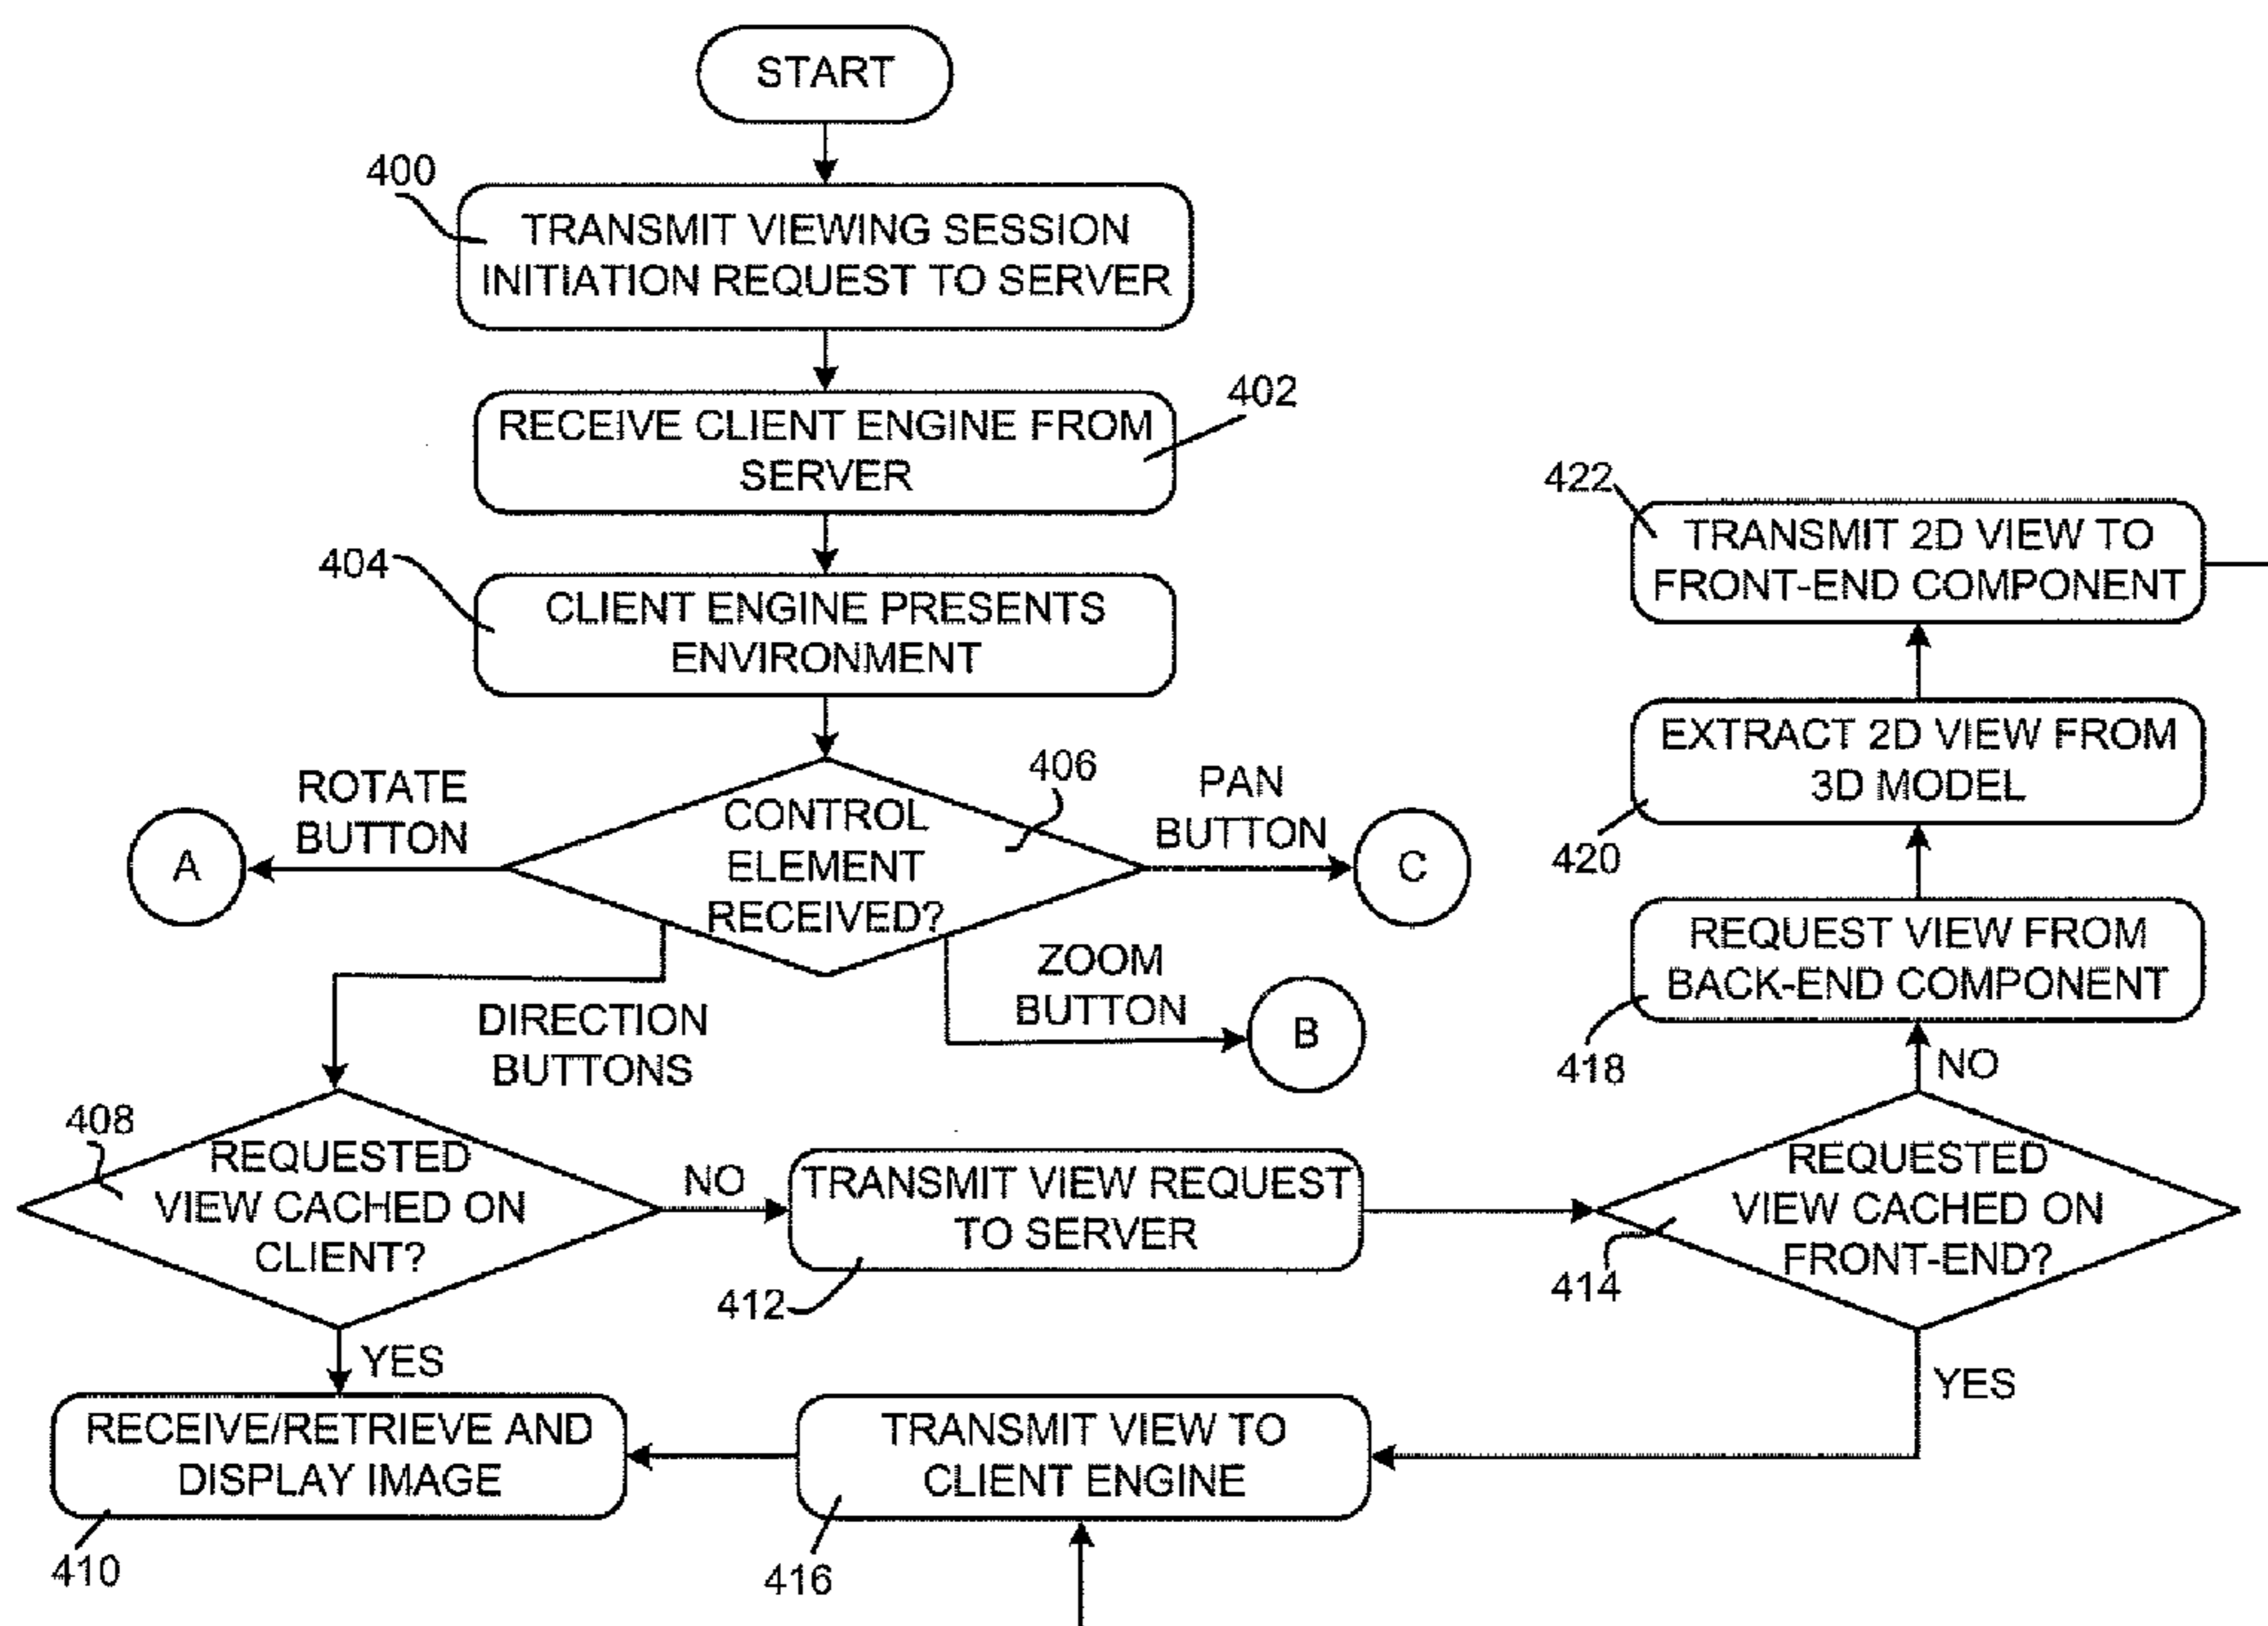 START
400
TRANSMIT VIEWING SESSION
INITIATION REQUEST TO SERVER
402
RECEIVE CLIENT ENGINE FROM
SERVER
404
CLIENT ENGINE PRESENTS
ENVIRONMENT
406
CONTROL
ELEMENT
RECEIVED?
ROTATE
BUTTON
A
PAN
BUTTON
C
ZOOM
BUTTON
B
DIRECTION
BUTTONS
408
REQUESTED
VIEW CACHED ON
CLIENT?
NO
YES
TRANSMIT VIEW REQUEST
TO SERVER
412
REQUESTED
VIEW CACHED ON
FRONT-END?
414
NO
YES
REQUEST VIEW FROM
BACK-END COMPONENT
418
EXTRACT 2D VIEW FROM
3D MODEL
420
422
TRANSMIT 2D VIEW TO
FRONT-END COMPONENT
TRANSMIT VIEW TO
CLIENT ENGINE
416
RECEIVE/RETRIEVE AND
DISPLAY IMAGE
410